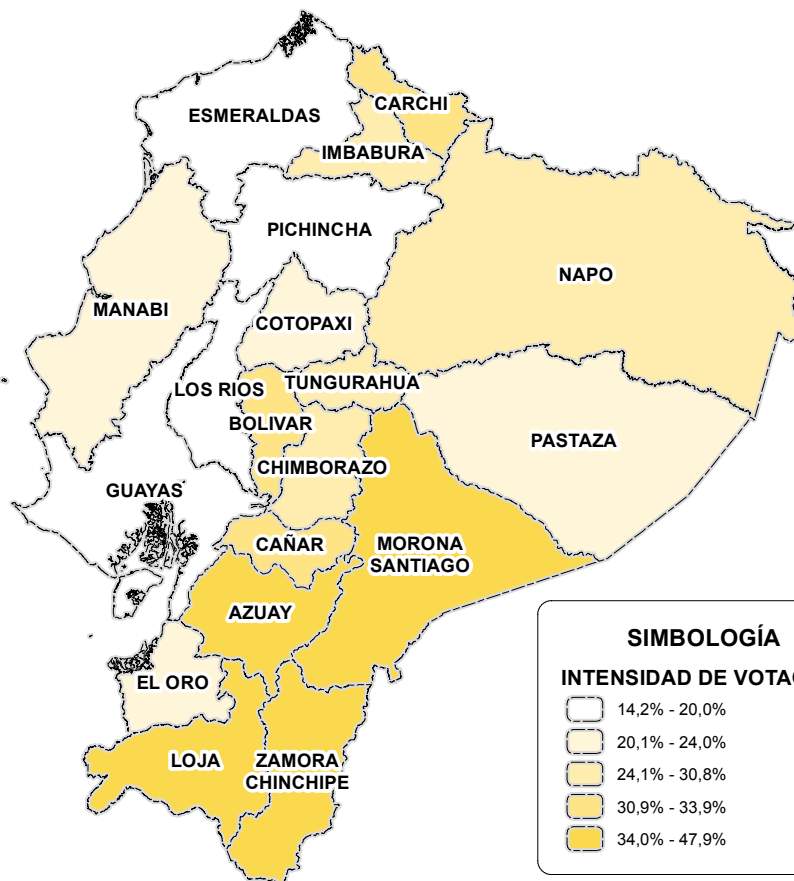 ESMERALDAS
CARCHI
IMBABURA
PICHINCHA
NAPO
MANABI
COTOPAXI
LOS RIOS
TUNGURAHUA
BOLIVAR
PASTAZA
CHIMBORAZO
GUAYAS
CAÑAR
MORONA
SANTIAGO
AZUAY
EL ORO
LOJA
ZAMORA
CHINCHIPE
SIMBOLOGÍA
INTENSIDAD DE VOTAC
14,2% - 20,0%
20,1% - 24,0%
24,1% - 30,8%
30,9% - 33,9%
34,0% - 47,9%